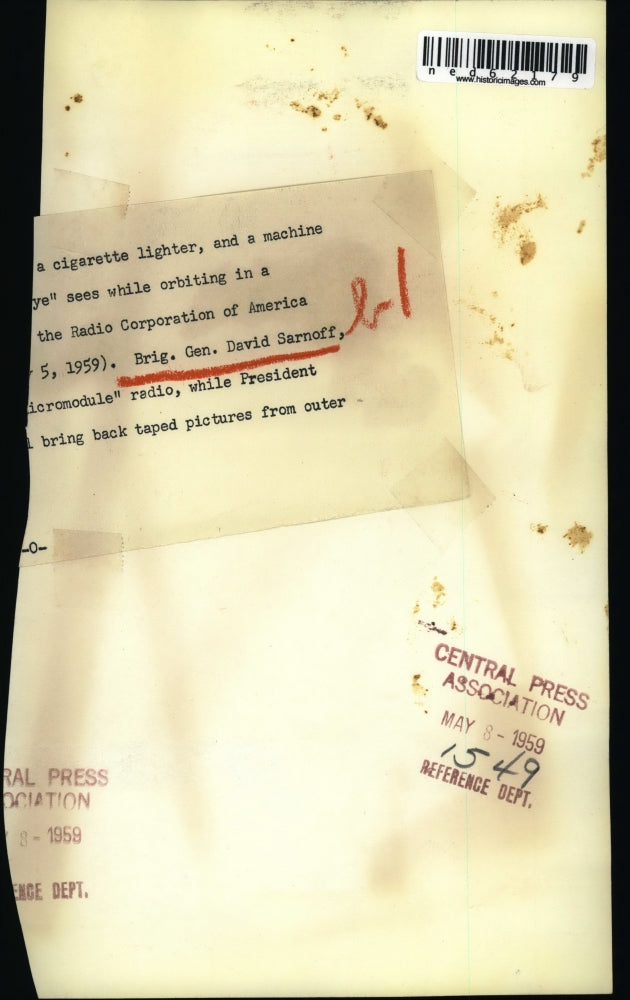 ned62179
www.historicimages.com
a cigarette lighter, and a machine
ye" sees while orbiting in a
the Radio Corporation of America
5, 1959). Brig. Gen. David Sarnoff,
icromodule" radio, while President
l bring back taped pictures from outer
-0-
CENTRAL PRESS
ASSOCIATION
MAY 8 - 1959
1549
REFERENCE DEPT.
RAL PRESS
OCIATION
8 - 1959
ENCE DEPT.